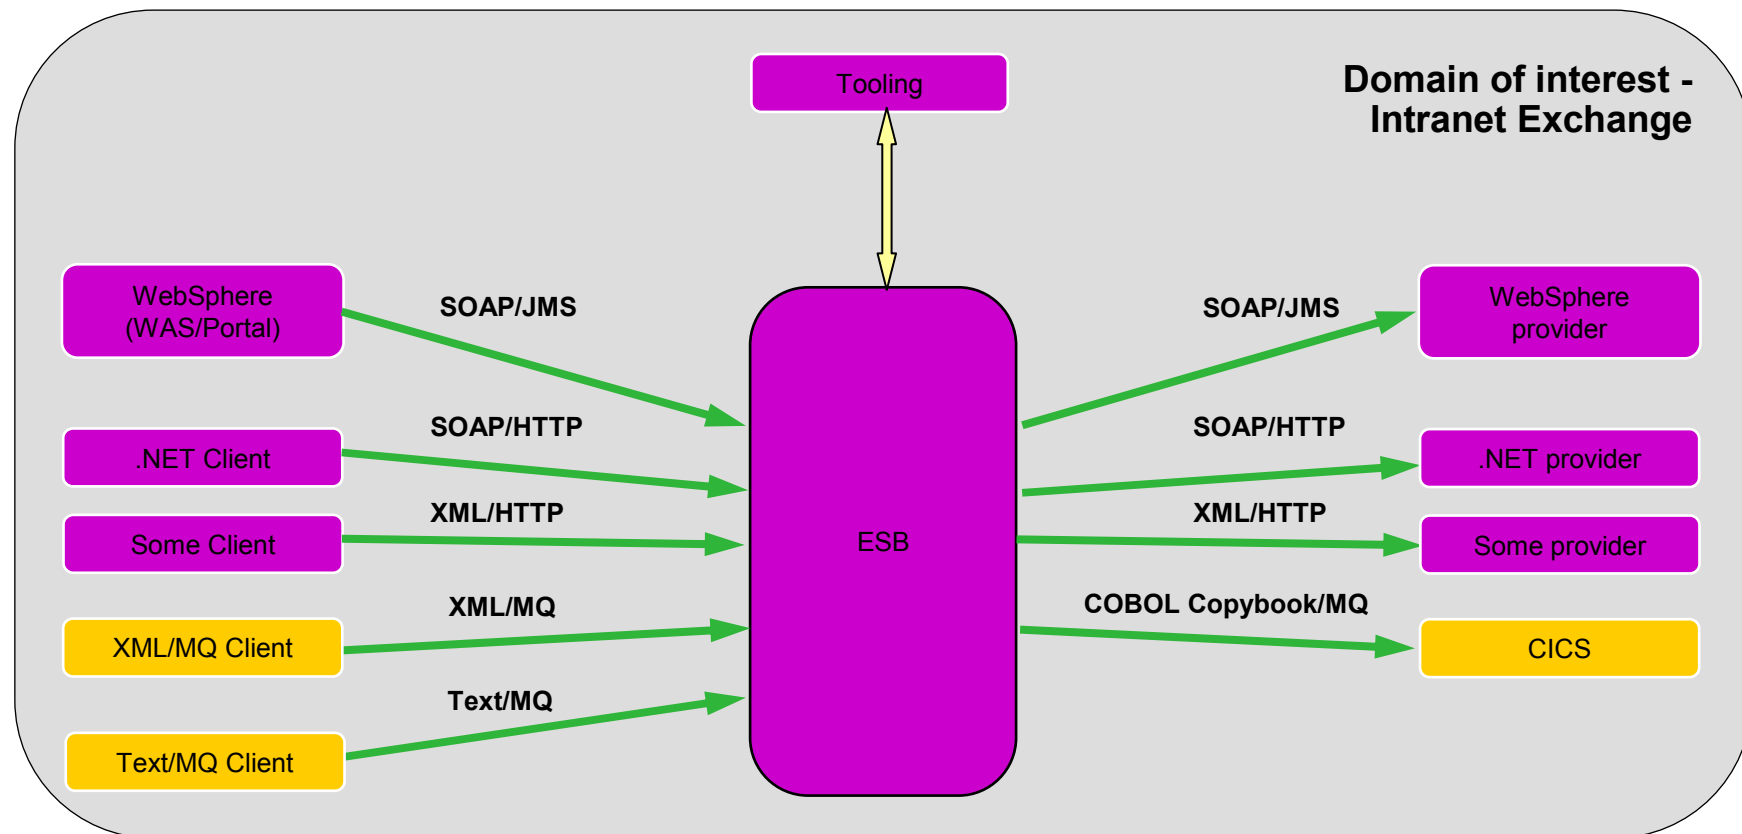 Tooling
Domain of interest -
Intranet Exchange
WebSphere
(WAS/Portal)
SOAP/JMS
SOAP/JMS
WebSphere
provider
.NET Client
SOAP/HTTP
SOAP/HTTP
.NET provider
Some Client
XML/HTTP
ESB
XML/HTTP
Some provider
XML/MQ Client
XML/MQ
COBOL Copybook/MQ
CICS
Text/MQ Client
Text/MQ